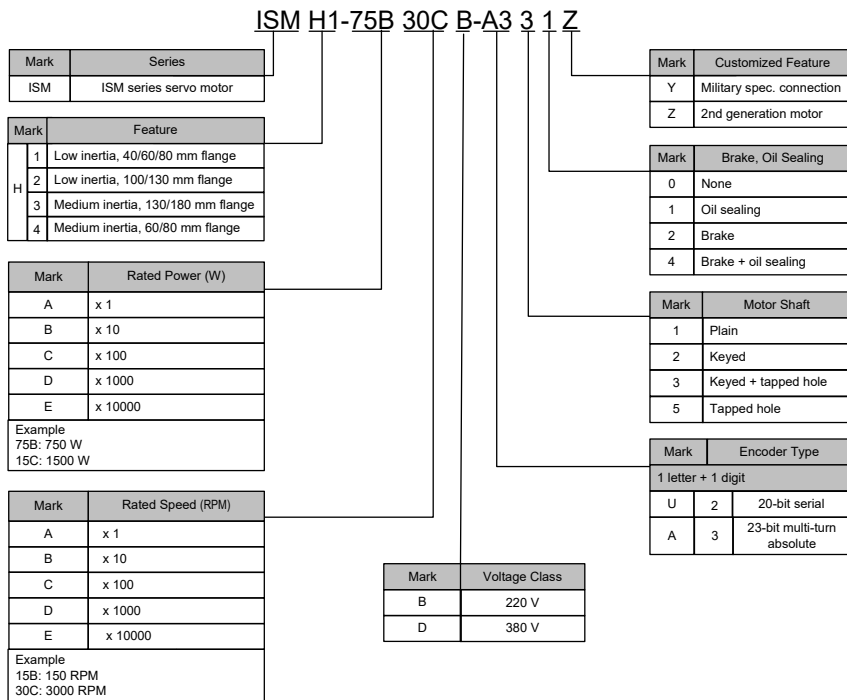 ISM H1-75B 30C B-A3 3 1 Z
Mark Series
ISM ISM series servo motor
Mark Feature
H
1 Low inertia, 40/60/80 mm flange
2 Low inertia, 100/130 mm flange
3 Medium inertia, 130/180 mm flange
4 Medium inertia, 60/80 mm flange
Mark Rated Power (W)
A x 1
B x 10
C x 100
D x 1000
E x 10000
Example
75B: 750 W
15C: 1500 W
Mark Rated Speed (RPM)
A x 1
B x 10
C x 100
D x 1000
E x 10000
Example
15B: 150 RPM
30C: 3000 RPM
Mark Voltage Class
B 220 V
D 380 V
Mark Customized Feature
Y Military spec. connection
Z 2nd generation motor
Mark Brake, Oil Sealing
0 None
1 Oil sealing
2 Brake
4 Brake + oil sealing
Mark Motor Shaft
1 Plain
2 Keyed
3 Keyed + tapped hole
5 Tapped hole
Mark Encoder Type
1 letter + 1 digit
U 2 20-bit serial
A 3 23-bit multi-turn
absolute